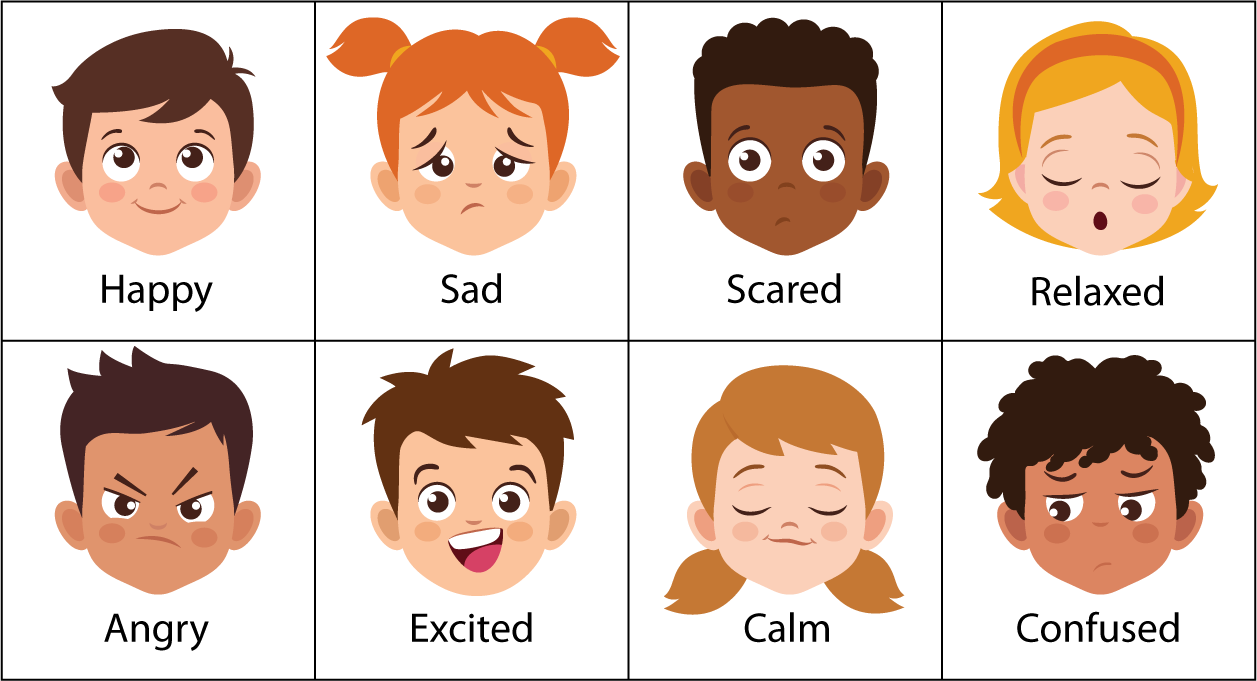 Happy
Sad
Scared
Relaxed
Angry
Excited
Calm
Confused